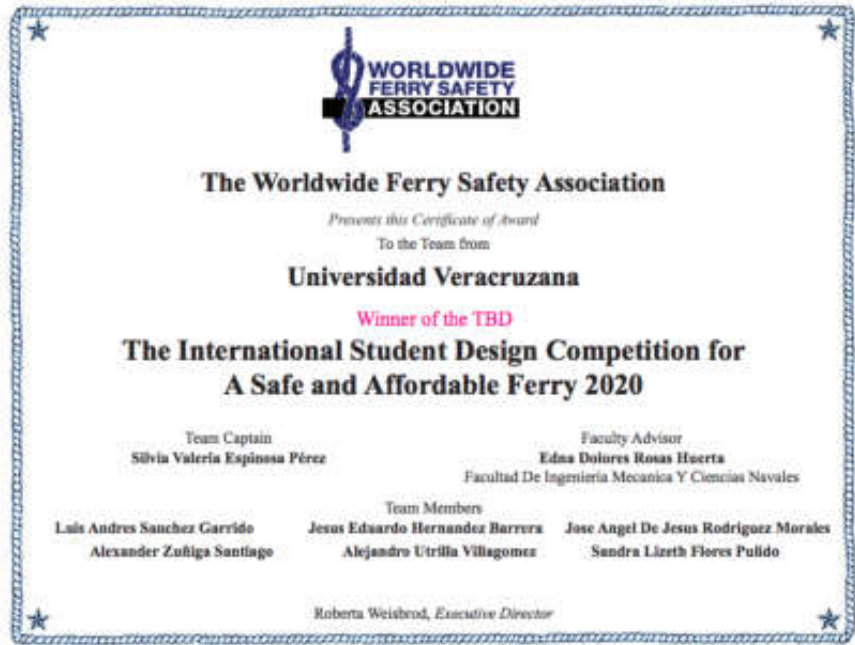 WORLDWIDE
FERRY SAFETY
ASSOCIATION
The Worldwide Ferry Safety Association
Presents this Certificate of Award
To the Team from
Universidad Veracruzana
Winner of the TBD
The International Student Design Competition for
A Safe and Affordable Ferry 2020
Team Captain
Silvia Valeria Espinosa Pérez
Faculty Advisor
Edna Dolores Rosas Huerta
Facultad De Ingenieria Mecanica Y Ciencias Navales
Team Members
Luis Andres Sanchez Garrido Jesus Eduardo Hernandez Barrera Jose Angel De Jesus Rodriguez Morales
Alexander Zuñiga Santiago Alejandro Utrilla Villagomez Sandra Lizeth Flores Pulido
Roberta Weisbrod, Executive Director